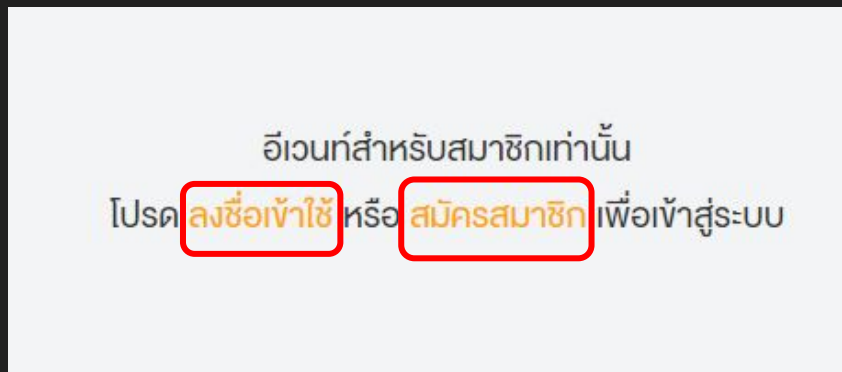 อีเวนท์สำหรับสมาชิกเท่านั้น
โปรด ลงชื่อเข้าใช้ หรือ สมัครสมาชิก เพื่อเข้าสู่ระบบ